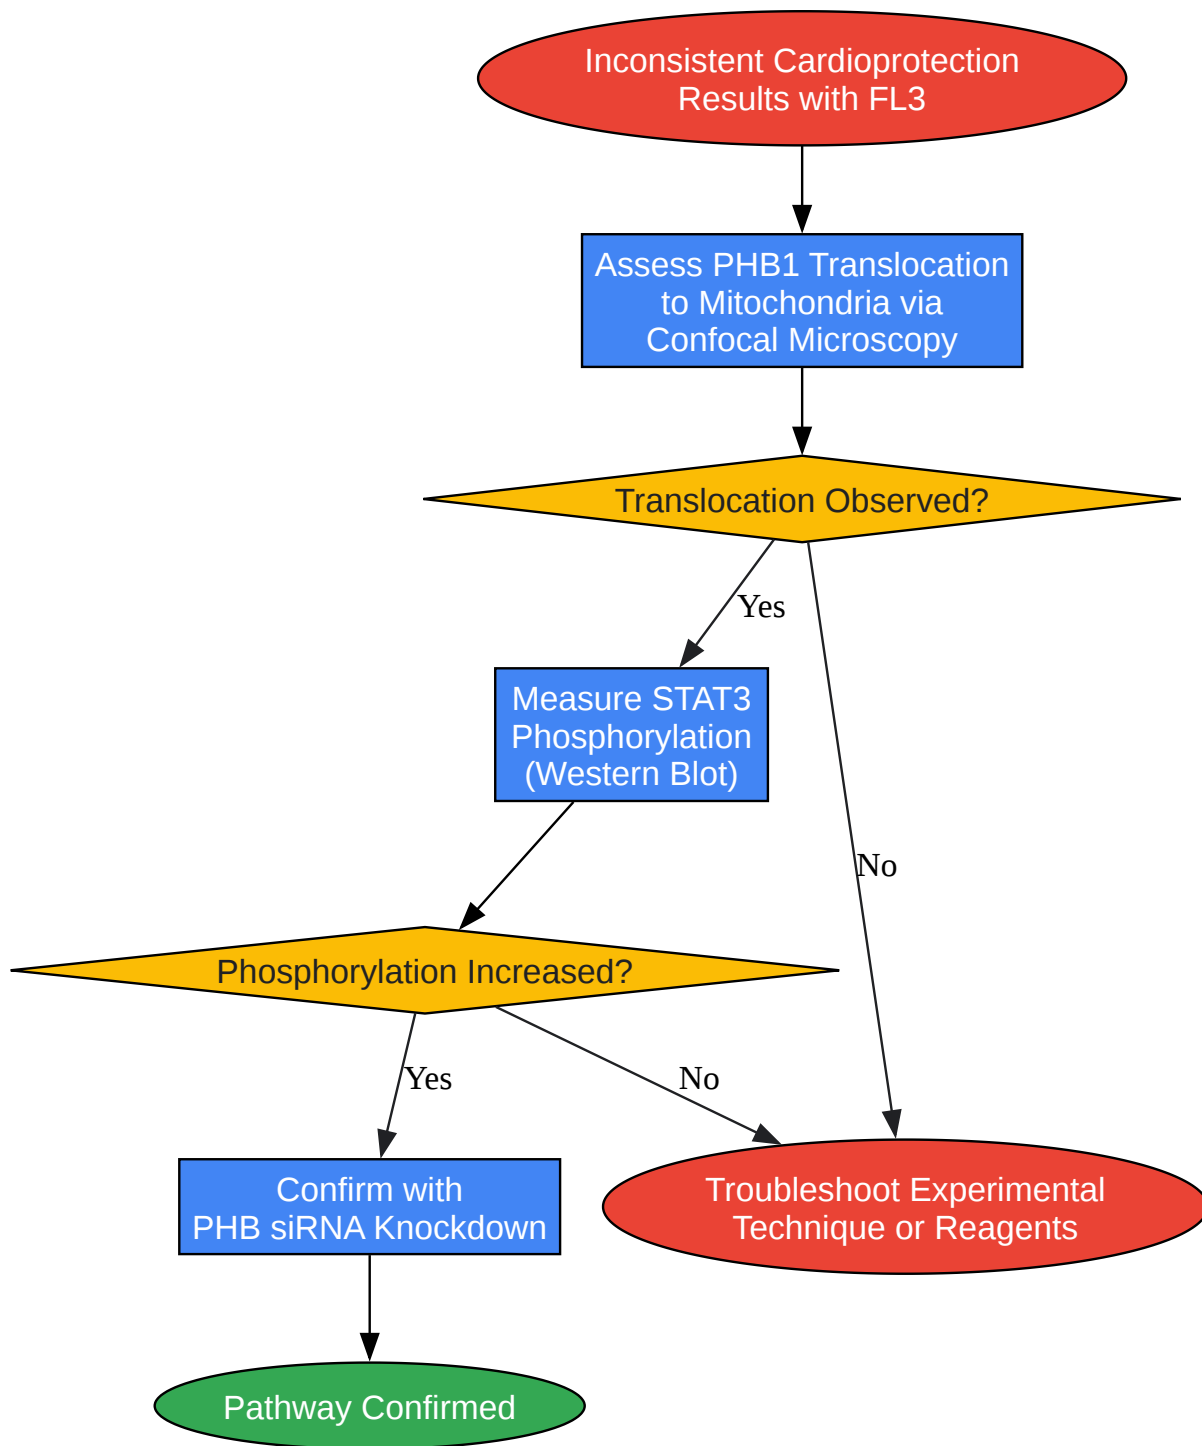 Inconsistent Cardioprotection
Results with FL3
Assess PHB1 Translocation
to Mitochondria via
Confocal Microscopy
Translocation Observed?
Yes
Measure STAT3
Phosphorylation
(Western Blot)
No
Phosphorylation Increased?
Yes
No
Confirm with
PHB siRNA Knockdown
Troubleshoot Experimental
Technique or Reagents
Pathway Confirmed